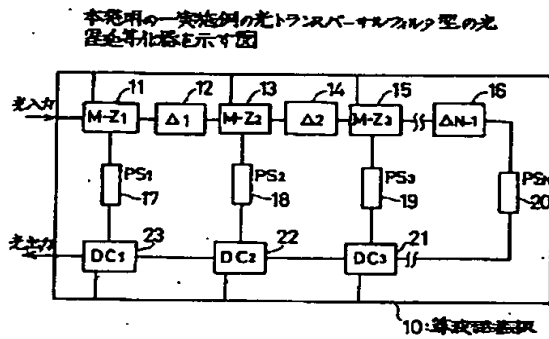 本発明の一実施例の光トランスバーサルフィルタ型の光
遅延等化器を示す図
11 12 13 14 15 16
光入力 M-Z1 Δ1 M-Z2 Δ2 M-Z3 ΔN-1
PS1 PS2 PS3 PSN
17 18 19 20
23 22 21
光出力 DC1 DC2 DC3
10:導波路基板